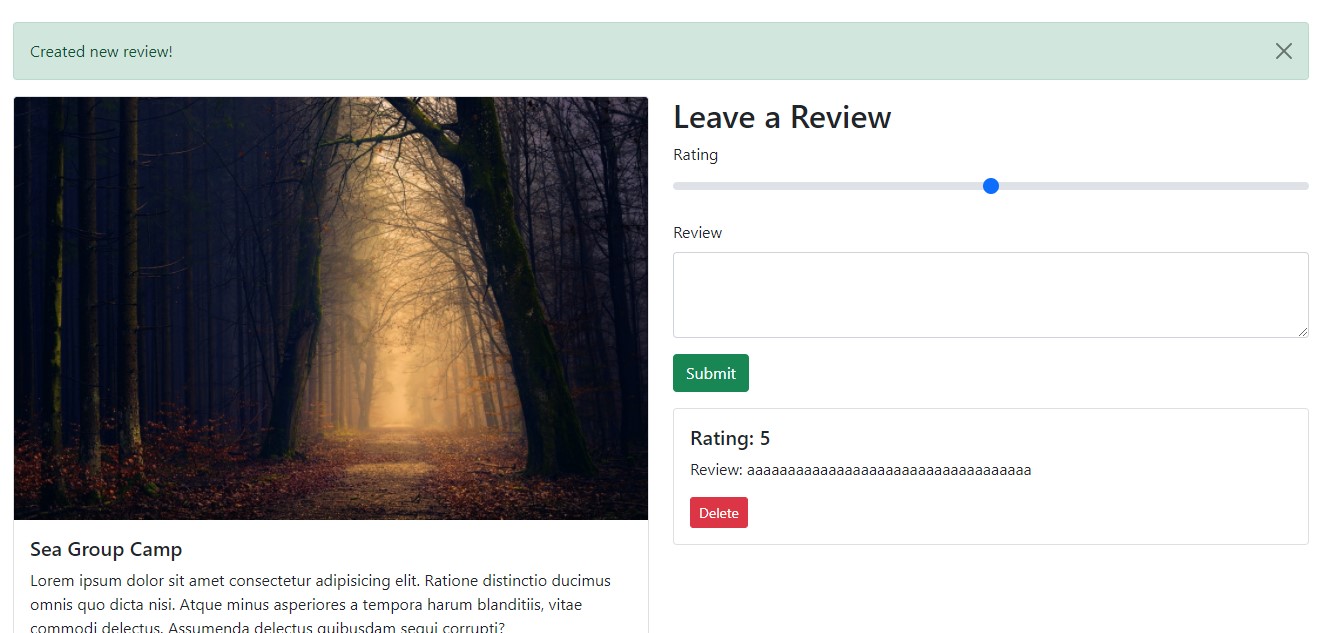 Created new review!
Leave a Review
Rating
Review
Submit
Rating: 5
Review: aaaaaaaaaaaaaaaaaaaaaaaaaaaaaaaaaaa
Delete
Sea Group Camp
Lorem ipsum dolor sit amet consectetur adipisicing elit. Ratione distinctio ducimus
omnis quo dicta nisi. Atque minus asperiores a tempora harum blanditiis, vitae
commodi delectus. Assumenda delectus quibusdam sequi corrupti?